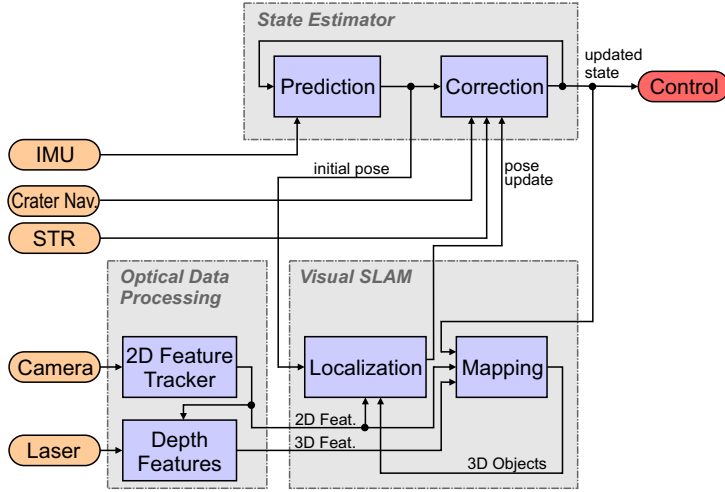 State Estimator
Prediction
Correction
updated
state
Control
IMU
initial pose
pose
update
Crater Nav.
STR
Optical Data
Processing
Visual SLAM
Camera
2D Feature
Tracker
Localization
Mapping
2D Feat.
Laser
Depth
Features
3D Feat.
3D Objects